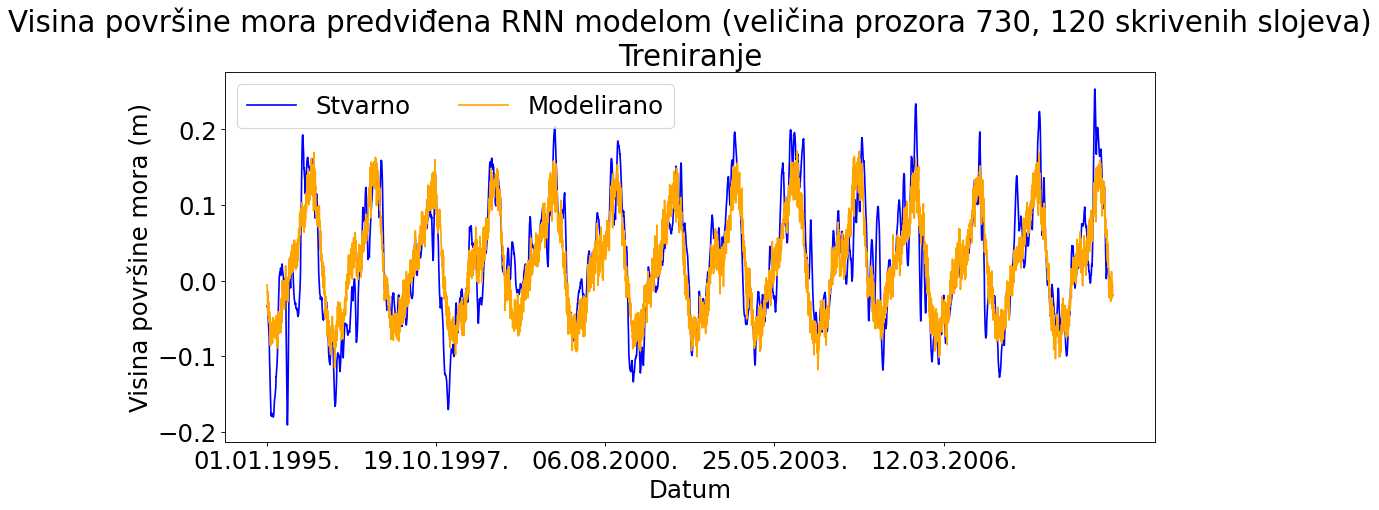 Visina površine mora predviđena RNN modelom (veličina prozora 730, 120 skrivenih slojeva)
Treniranje
Stvarno Modelirano
Visina površine mora (m)
0.2
0.1
0.0
−0.1
−0.2
01.01.1995. 19.10.1997. 06.08.2000. 25.05.2003. 12.03.2006.
Datum